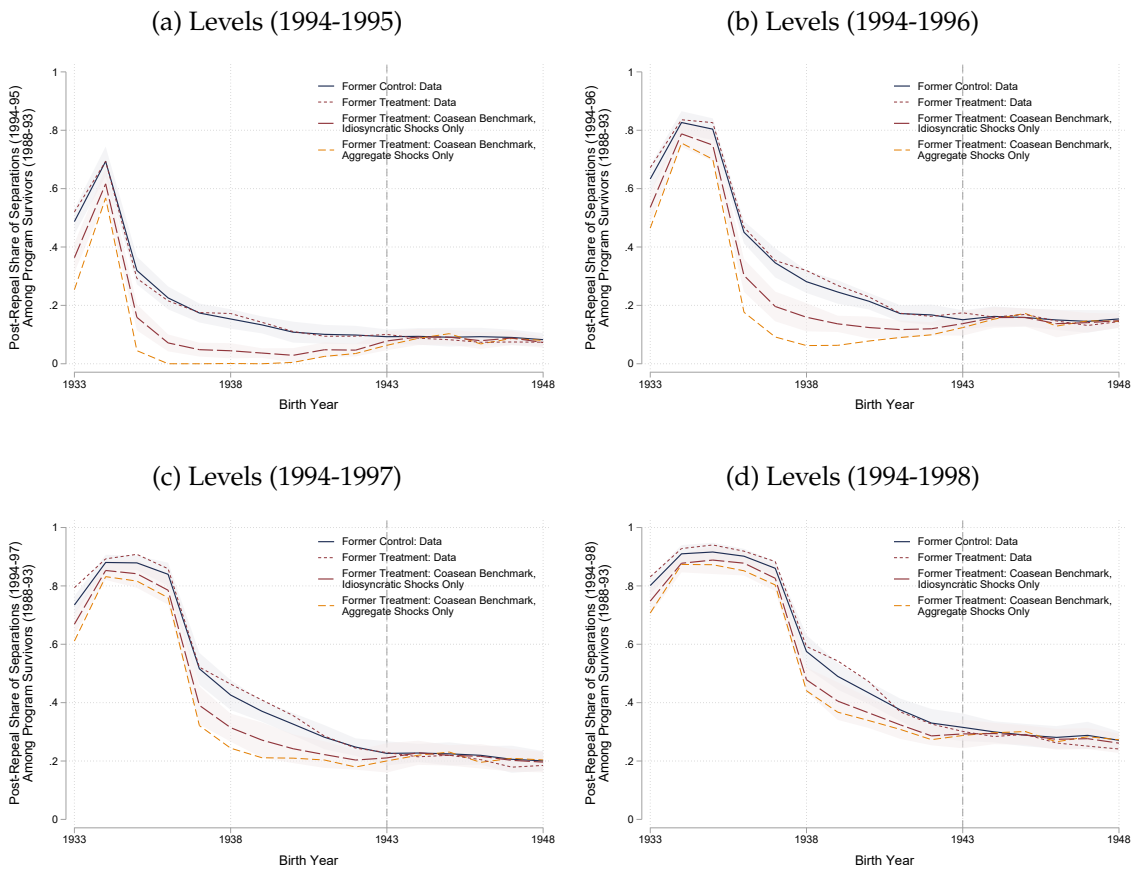 (a) Levels (1994-1995)
Post-Repeal Share of Separations (1994-95)
Among Program Survivors (1988-93)
1
.8
.6
.4
.2
0
Former Control: Data
Former Treatment: Data
Former Treatment: Coasean Benchmark,
Idiosyncratic Shocks Only
Former Treatment: Coasean Benchmark,
Aggregate Shocks Only
1933
1938
1943
1948
Birth Year
(b) Levels (1994-1996)
Post-Repeal Share of Separations (1994-96)
Among Program Survivors (1988-93)
1
.8
.6
.4
.2
0
Former Control: Data
Former Treatment: Data
Former Treatment: Coasean Benchmark,
Idiosyncratic Shocks Only
Former Treatment: Coasean Benchmark,
Aggregate Shocks Only
1933
1938
1943
1948
Birth Year
(c) Levels (1994-1997)
Post-Repeal Share of Separations (1994-97)
Among Program Survivors (1988-93)
1
.8
.6
.4
.2
0
Former Control: Data
Former Treatment: Data
Former Treatment: Coasean Benchmark,
Idiosyncratic Shocks Only
Former Treatment: Coasean Benchmark,
Aggregate Shocks Only
1933
1938
1943
1948
Birth Year
(d) Levels (1994-1998)
Post-Repeal Share of Separations (1994-98)
Among Program Survivors (1988-93)
1
.8
.6
.4
.2
0
Former Control: Data
Former Treatment: Data
Former Treatment: Coasean Benchmark,
Idiosyncratic Shocks Only
Former Treatment: Coasean Benchmark,
Aggregate Shocks Only
1933
1938
1943
1948
Birth Year